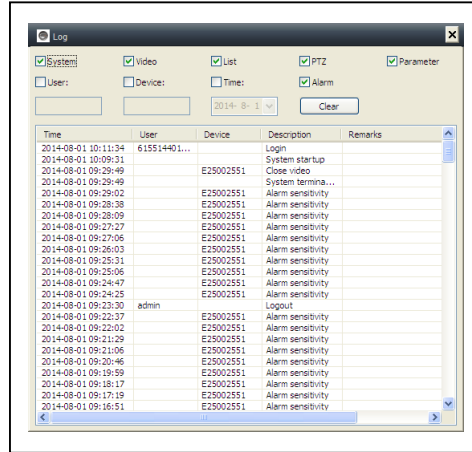 Log
System Video List PTZ Parameter
User: Device: Time: Alarm
2014- 8- 1 Clear
Time User Device Description Remarks
2014-08-01 10:11:34 615514401... Login
2014-08-01 10:09:31 System startup
2014-08-01 09:29:49 E25002551 Close video
2014-08-01 09:29:49 System termina...
2014-08-01 09:29:02 E25002551 Alarm sensitivity
2014-08-01 09:28:38 E25002551 Alarm sensitivity
2014-08-01 09:28:09 E25002551 Alarm sensitivity
2014-08-01 09:27:27 E25002551 Alarm sensitivity
2014-08-01 09:27:06 E25002551 Alarm sensitivity
2014-08-01 09:26:03 E25002551 Alarm sensitivity
2014-08-01 09:25:31 E25002551 Alarm sensitivity
2014-08-01 09:25:06 E25002551 Alarm sensitivity
2014-08-01 09:24:47 E25002551 Alarm sensitivity
2014-08-01 09:24:25 E25002551 Alarm sensitivity
2014-08-01 09:23:30 admin Logout
2014-08-01 09:22:37 E25002551 Alarm sensitivity
2014-08-01 09:22:02 E25002551 Alarm sensitivity
2014-08-01 09:21:29 E25002551 Alarm sensitivity
2014-08-01 09:21:06 E25002551 Alarm sensitivity
2014-08-01 09:20:46 E25002551 Alarm sensitivity
2014-08-01 09:19:59 E25002551 Alarm sensitivity
2014-08-01 09:18:17 E25002551 Alarm sensitivity
2014-08-01 09:17:19 E25002551 Alarm sensitivity
2014-08-01 09:16:51 E25002551 Alarm sensitivity